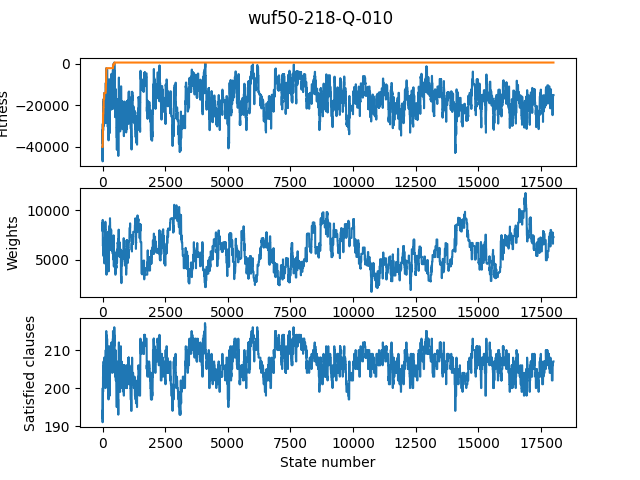 wuf50-218-Q-010
Fitness
0
−20000
−40000
0 2500 5000 7500 10000 12500 15000 17500
Weights
10000
5000
0 2500 5000 7500 10000 12500 15000 17500
Satisfied clauses
210
200
190
0 2500 5000 7500 10000 12500 15000 17500
State number